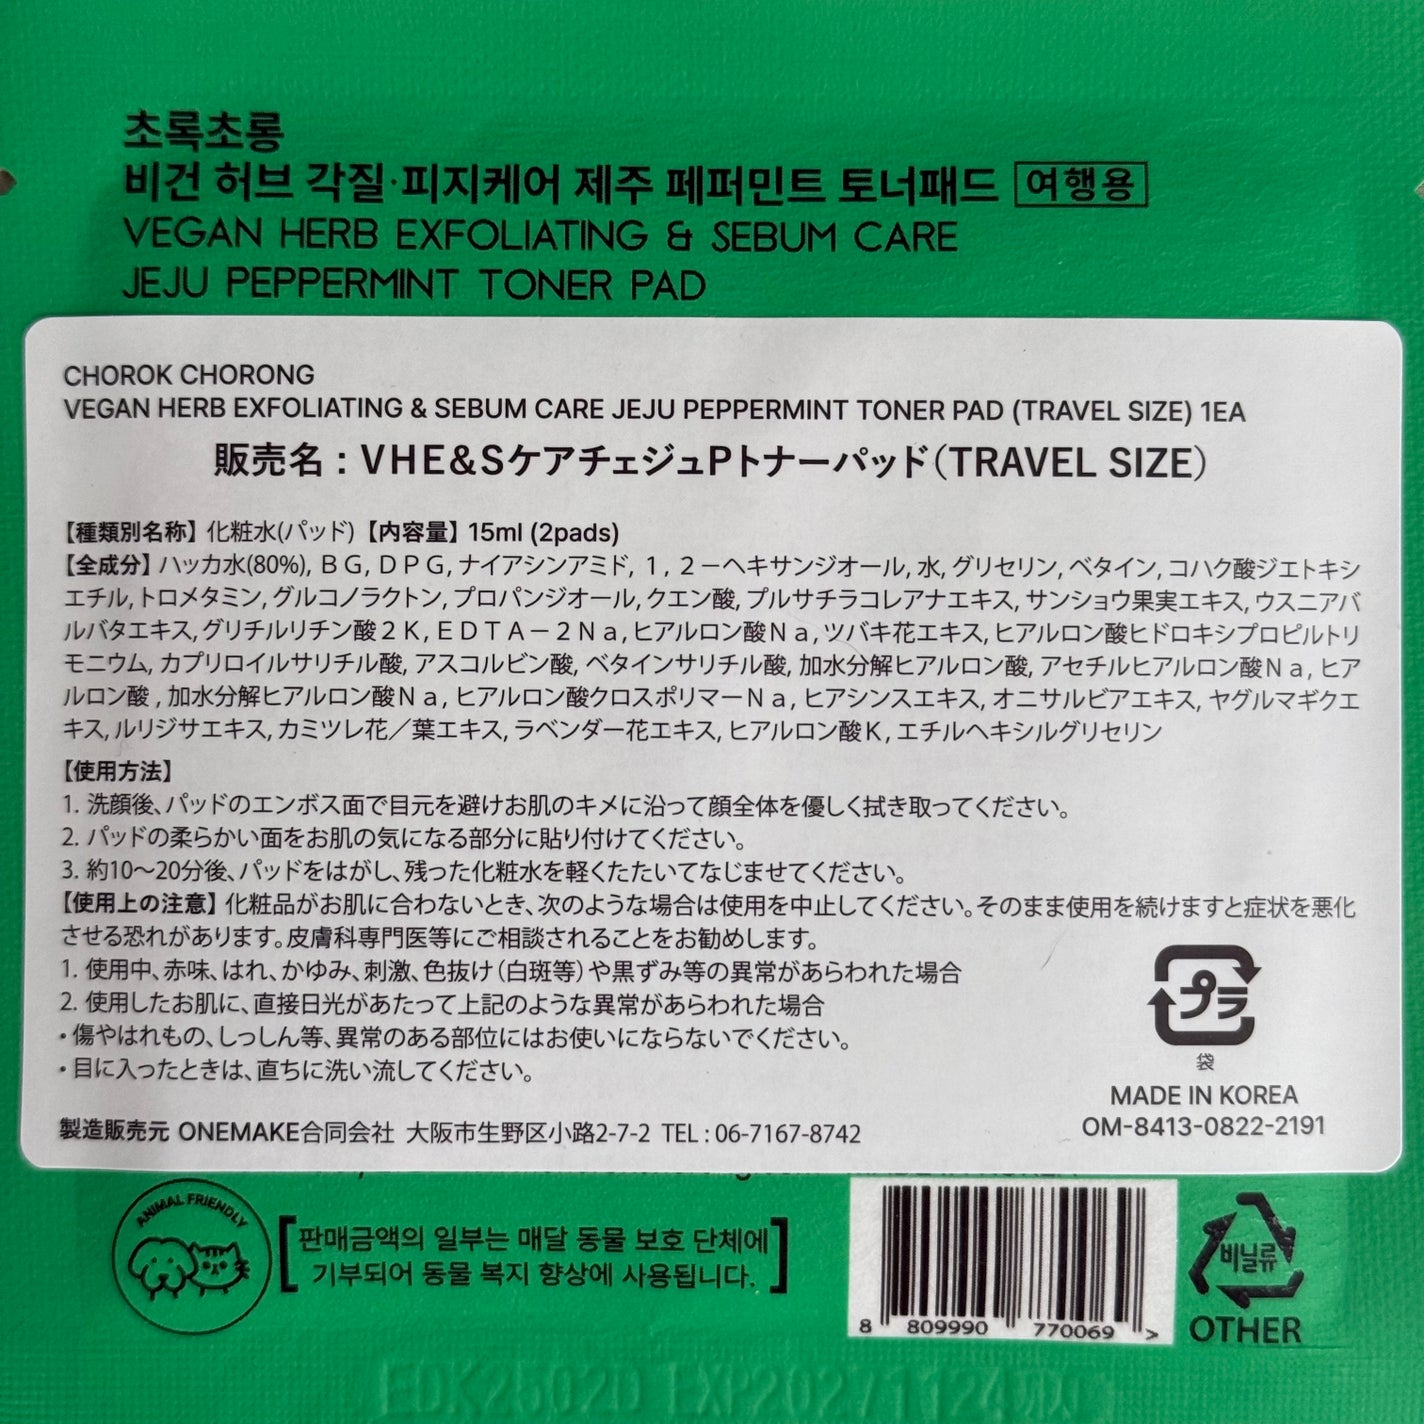 초록초롱
비건 허브 각질·피지케어 제주 페퍼민트 토너패드 여행용
VEGAN HERB EXFOLIATING & SEBUM CARE
JEJU PEPPERMINT TONER PAD
CHOROK CHORONG
VEGAN HERB EXFOLIATING & SEBUM CARE JEJU PEPPERMINT TONER PAD (TRAVEL SIZE) 1EA
販売名：VHE&SケアチェジュPトナーパッド（TRAVEL SIZE）
【種類別名称】化粧水(パッド)【内容量】15ml (2pads)
【全成分】ハッカ水(80%), ＢＧ, ＤＰＧ, ナイアシンアミド, １, ２－ヘキサンジオール, 水, グリセリン, ベタイン, コハク酸ジエトキシ
エチル, トロメタミン, グルコノラクトン, プロパンジオール, クエン酸, プルサチラコレアナエキス, サンショウ果実エキス, ウスニアバ
ルバタエキス, グリチルリチン酸２Ｋ, ＥＤＴＡ－２Ｎａ, ヒアルロン酸Ｎａ, ツバキ花エキス, ヒアルロン酸ヒドロキシプロピルトリ
モニウム, カプリロイルサリチル酸, アスコルビン酸, ベタインサリチル酸, 加水分解ヒアルロン酸, アセチルヒアルロン酸Ｎａ, ヒア
ルロン酸 , 加水分解ヒアルロン酸Ｎａ, ヒアルロン酸クロスポリマーＮａ, ヒアシンスエキス, オニサルビアエキス, ヤグルマギクエ
キス, ルリジサエキス, カミツレ花／葉エキス, ラベンダー花エキス, ヒアルロン酸Ｋ, エチルヘキシルグリセリン
【使用方法】
1. 洗顔後、パッドのエンボス面で目元を避けお肌のキメに沿って顔全体を優しく拭き取ってください。
2. パッドの柔らかい面をお肌の気になる部分に貼り付けてください。
3. 約10～20分後、パッドをはがし、残った化粧水を軽くたたいてなじませてください。
【使用上の注意】化粧品がお肌に合わないとき、次のような場合は使用を中止してください。そのまま使用を続けますと症状を悪化
させる恐れがあります。皮膚科専門医等にご相談されることをお勧めします。
1. 使用中、赤味、はれ、かゆみ、刺激、色抜け（白斑等）や黒ずみ等の異常があらわれた場合
2. 使用したお肌に、直接日光があたって上記のような異常があらわれた場合
・傷やはれもの、しっしん等、異常のある部位にはお使いにならないでください。
・目に入ったときは、直ちに洗い流してください。
プラ
袋
MADE IN KOREA
OM-8413-0822-2191
製造販売元 ONEMAKE合同会社 大阪市生野区小路2-7-2 TEL : 06-7167-8742
ANIMAL FRIENDLY
[판매금액의 일부는 매달 동물 보호 단체에
기부되어 동물 복지 향상에 사용됩니다.]
8 809990 770069 >
비닐류
OTHER
EXP20271124